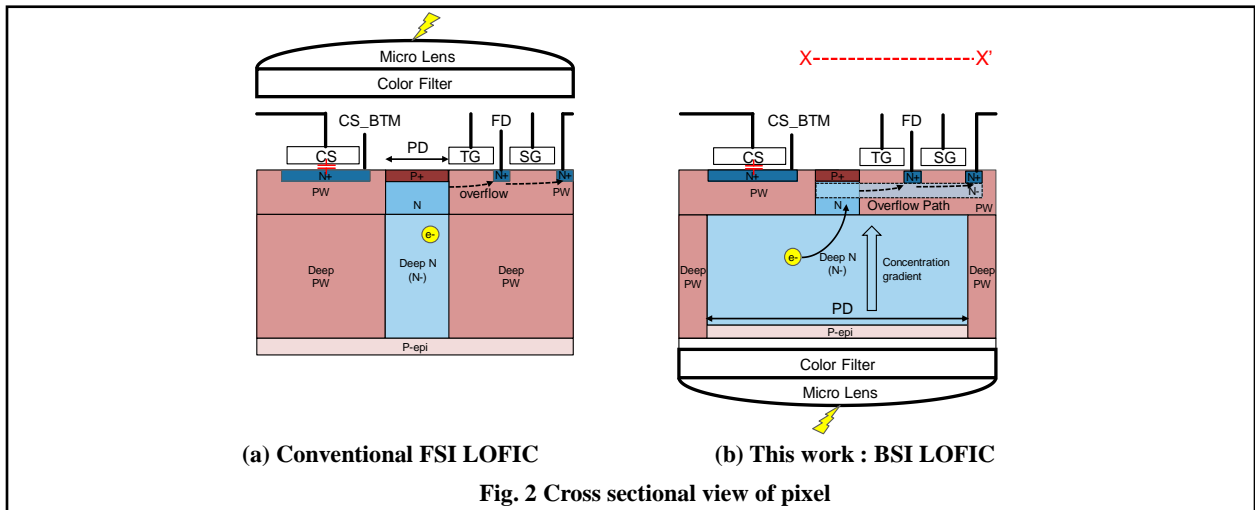 Micro Lens
Color Filter
CS_BTM
FD
PD
CS
TG
SG
N+
P+
N+
N+
PW
overflow
PW
N
e-
Deep N
(N-)
Deep
PW
Deep
PW
P-epi
X
X'
CS_BTM
FD
CS
TG
SG
N+
P+
N+
N+
N-
PW
N
Overflow Path
PW
e-
Deep N
(N-)
Concentration
gradient
Deep
PW
Deep
PW
PD
P-epi
Color Filter
Micro Lens
(a) Conventional FSI LOFIC
(b) This work : BSI LOFIC
Fig. 2 Cross sectional view of pixel